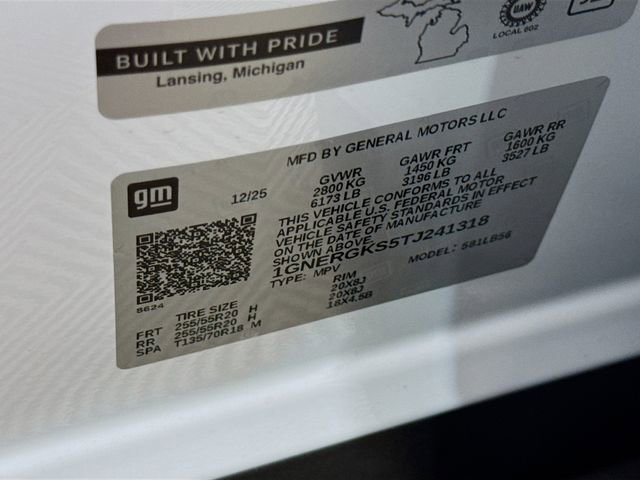 BUILT WITH PRIDE
Lansing, Michigan
UAW
LOCAL 602
MFD BY GENERAL MOTORS LLC
gm
12/25
GVWR GAWR FRT GAWR RR
2800 KG 1450 KG 1600 KG
6173 LB 3196 LB 3527 LB
THIS VEHICLE CONFORMS TO ALL
APPLICABLE U.S. FEDERAL MOTOR
VEHICLE SAFETY STANDARDS IN EFFECT
ON THE DATE OF MANUFACTURE
SHOWN ABOVE.
1GNERGKS5TJ241318
TYPE: MPV MODEL: 581LB56
8624
TIRE SIZE RIM
FRT 255/55R20 H 20X8J
RR 255/55R20 H 20X8J
SPA T135/70R18 M 18X4.5B